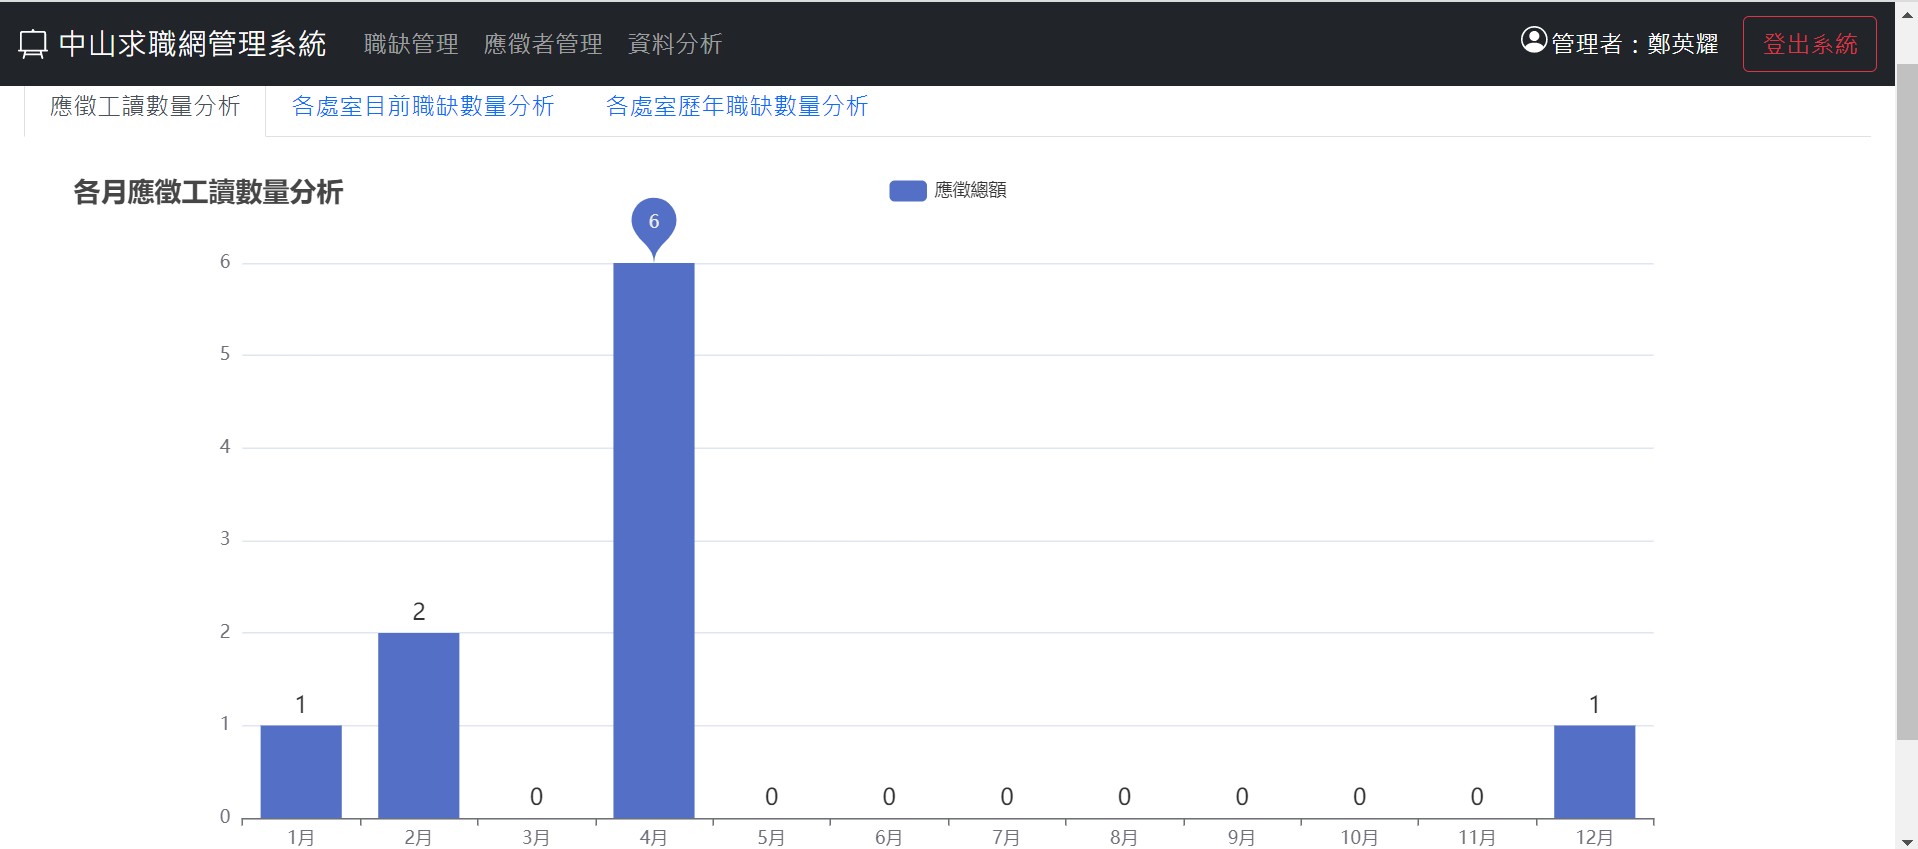 中山求職網管理系統 職缺管理 應徵者管理 資料分析 管理者：鄭英耀 登出系統
應徵工讀數量分析 各處室目前職缺數量分析 各處室歷年職缺數量分析
各月應徵工讀數量分析 應徵總額
6
6
5
4
3
2
2
1 1
1
0 0 0 0 0 0 0 0
0
1月 2月 3月 4月 5月 6月 7月 8月 9月 10月 11月 12月